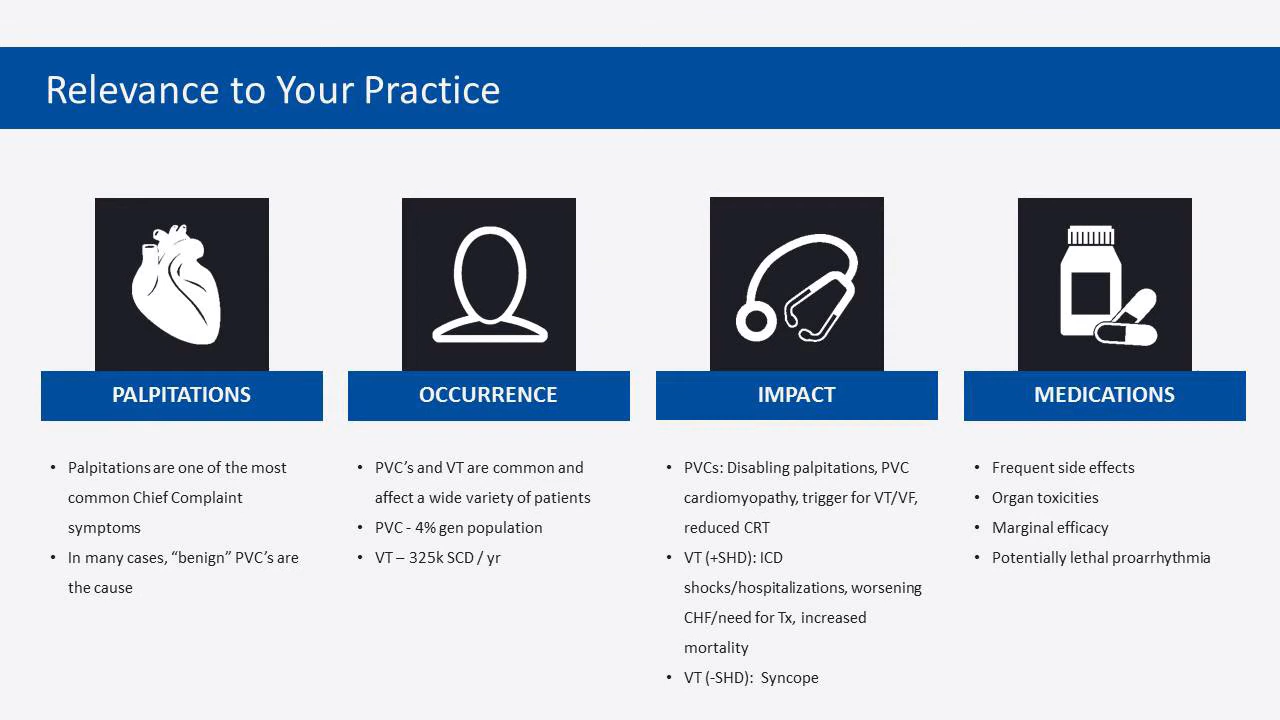 Relevance to Your Practice
PALPITATIONS
• Palpitations are one of the most
common Chief Complaint
symptoms
• In many cases, “benign” PVC’s are
the cause
OCCURRENCE
• PVC’s and VT are common and
affect a wide variety of patients
• PVC - 4% gen population
• VT – 325k SCD / yr
IMPACT
• PVCs: Disabling palpitations, PVC
cardiomyopathy, trigger for VT/VF,
reduced CRT
• VT (+SHD): ICD
shocks/hospitalizations, worsening
CHF/need for Tx, increased
mortality
• VT (-SHD): Syncope
MEDICATIONS
• Frequent side effects
• Organ toxicities
• Marginal efficacy
• Potentially lethal proarrhythmia